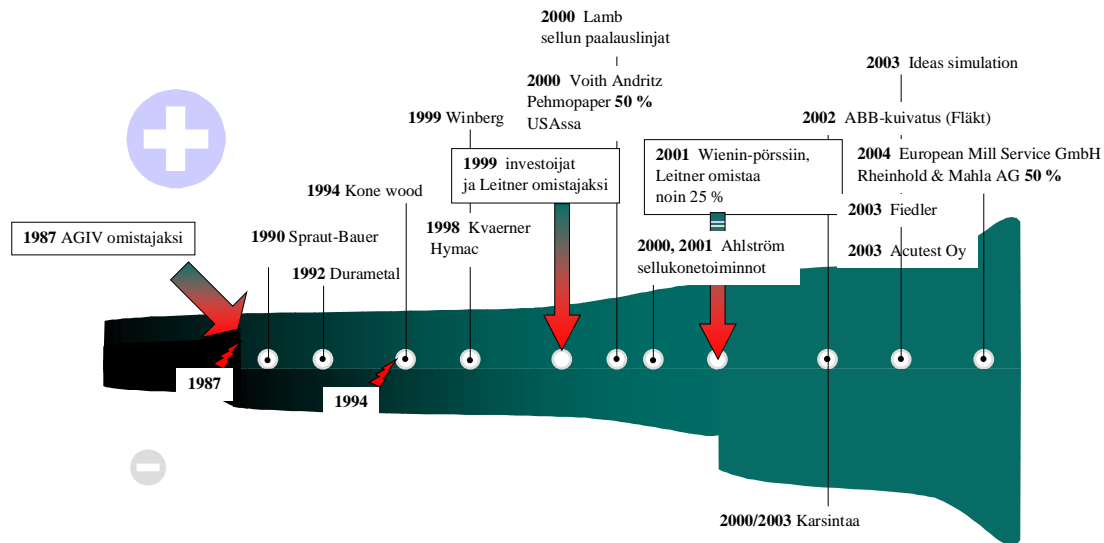 2000 Lamb
sellun paalauslinjat
2003 Ideas simulation
2000 Voith Andritz
Pehmopaper 50 %
USAssa
1999 Winberg
2002 ABB-kuivatus (Fläkt)
1999 investoijat
ja Leitner omistajaksi
2001 Wienin-pörssiin,
Leitner omistaa
noin 25 %
2004 European Mill Service GmbH
Rheinhold & Mahla AG 50 %
1994 Kone wood
2003 Fiedler
1987 AGIV omistajaksi
1990 Spraut-Bauer
1998 Kvaerner
Hymac
2000, 2001 Ahlström
sellukonetoiminnot
2003 Acutest Oy
1992 Durametal
1987
1994
2000/2003 Karsintaa